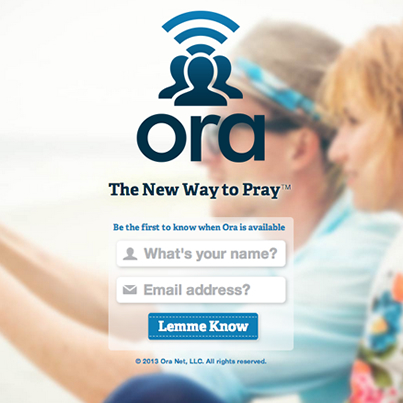 ora
The New Way to Pray™
Be the first to know when Ora is available
What's your name?
Email address?
Lemme Know
© 2013 Ora Net, LLC. All rights reserved.